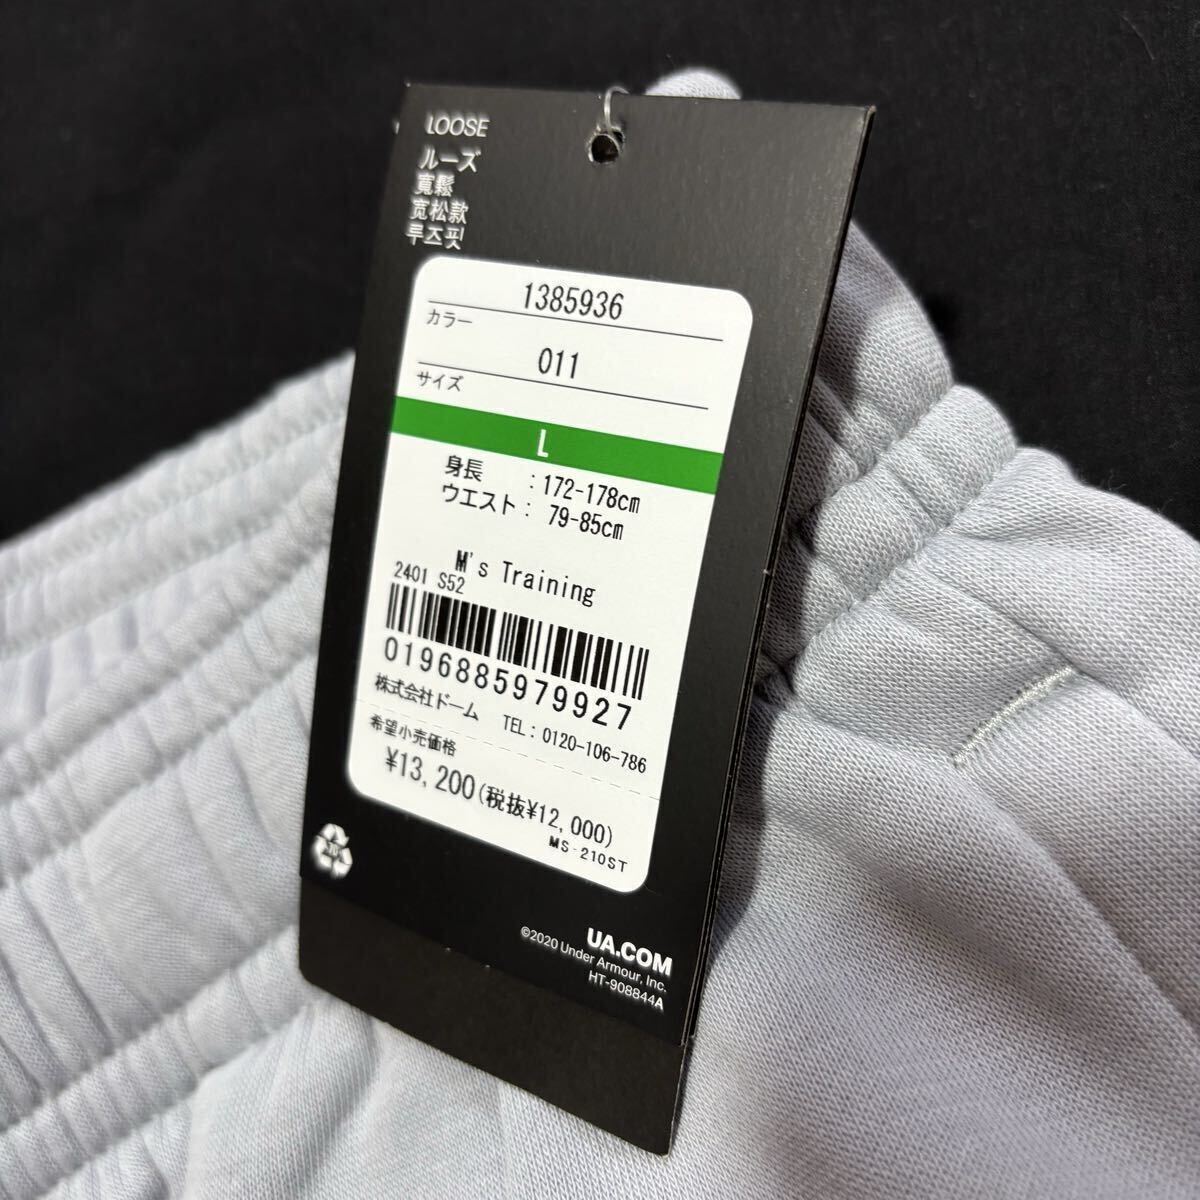 LOOSE
ルーズ
寬鬆
宽松款
루즈핏
1385936
カラー
011
サイズ
L
身長 : 172-178cm
ウエスト : 79-85cm
M's Training
2401 S52
0196885979927
株式会社ドーム TEL : 0120-106-786
希望小売価格
¥13,200(税抜¥12,000)
MS-210ST
UA.COM
©2020 Under Armour, Inc.
HT-908844A